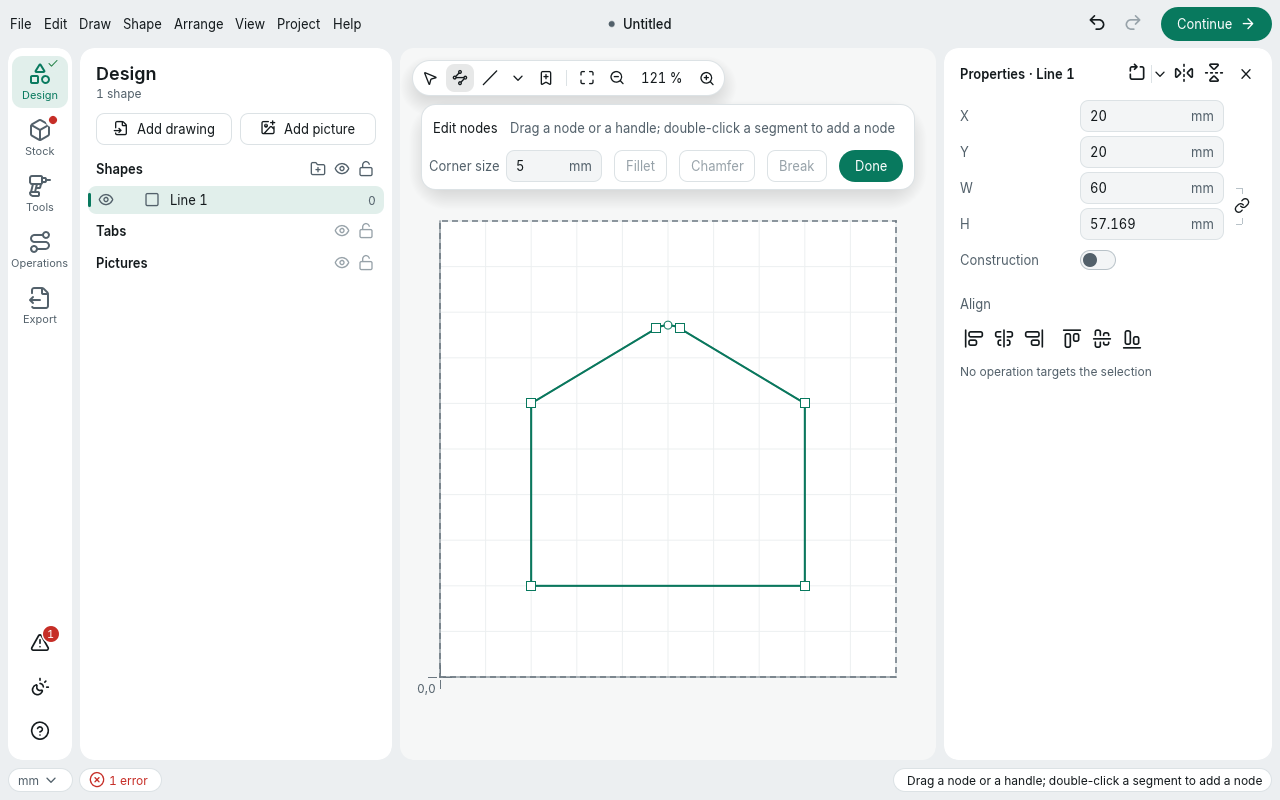 File Edit Draw Shape Arrange View Project Help
Untitled
Continue
Design
Stock
Tools
Operations
Export
1
Design
1 shape
Add drawing
Add picture
Shapes
Line 1 0
Tabs
Pictures
121 %
Edit nodes Drag a node or a handle; double-click a segment to add a node
Corner size 5 mm Fillet Chamfer Break Done
0,0
Properties · Line 1
X 20 mm
Y 20 mm
W 60 mm
H 57.169 mm
Construction
Align
No operation targets the selection
mm
1 error
Drag a node or a handle; double-click a segment to add a node